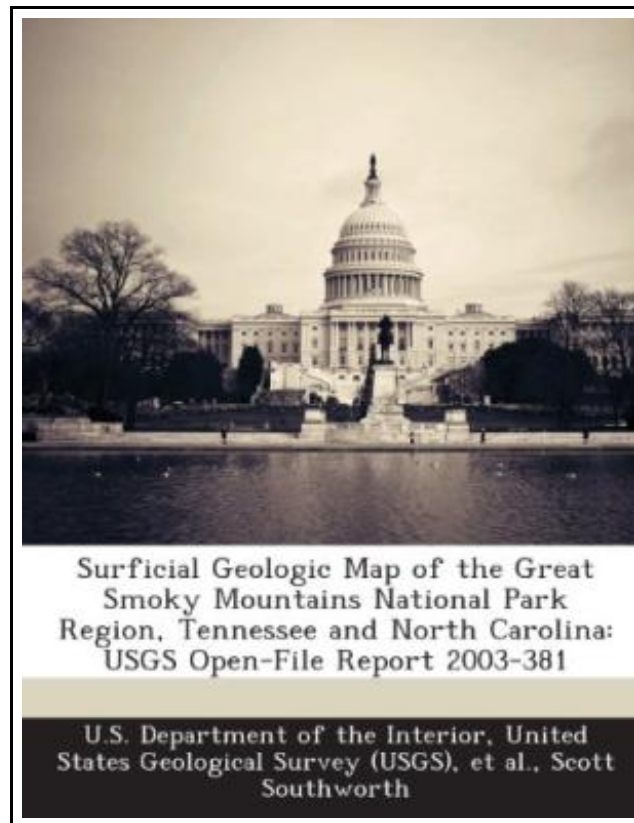 Surficial Geologic Map of the Great
Smoky Mountains National Park
Region, Tennessee and North Carolina:
USGS Open-File Report 2003-381
U.S. Department of the Interior, United
States Geological Survey (USGS), et al., Scott
Southworth